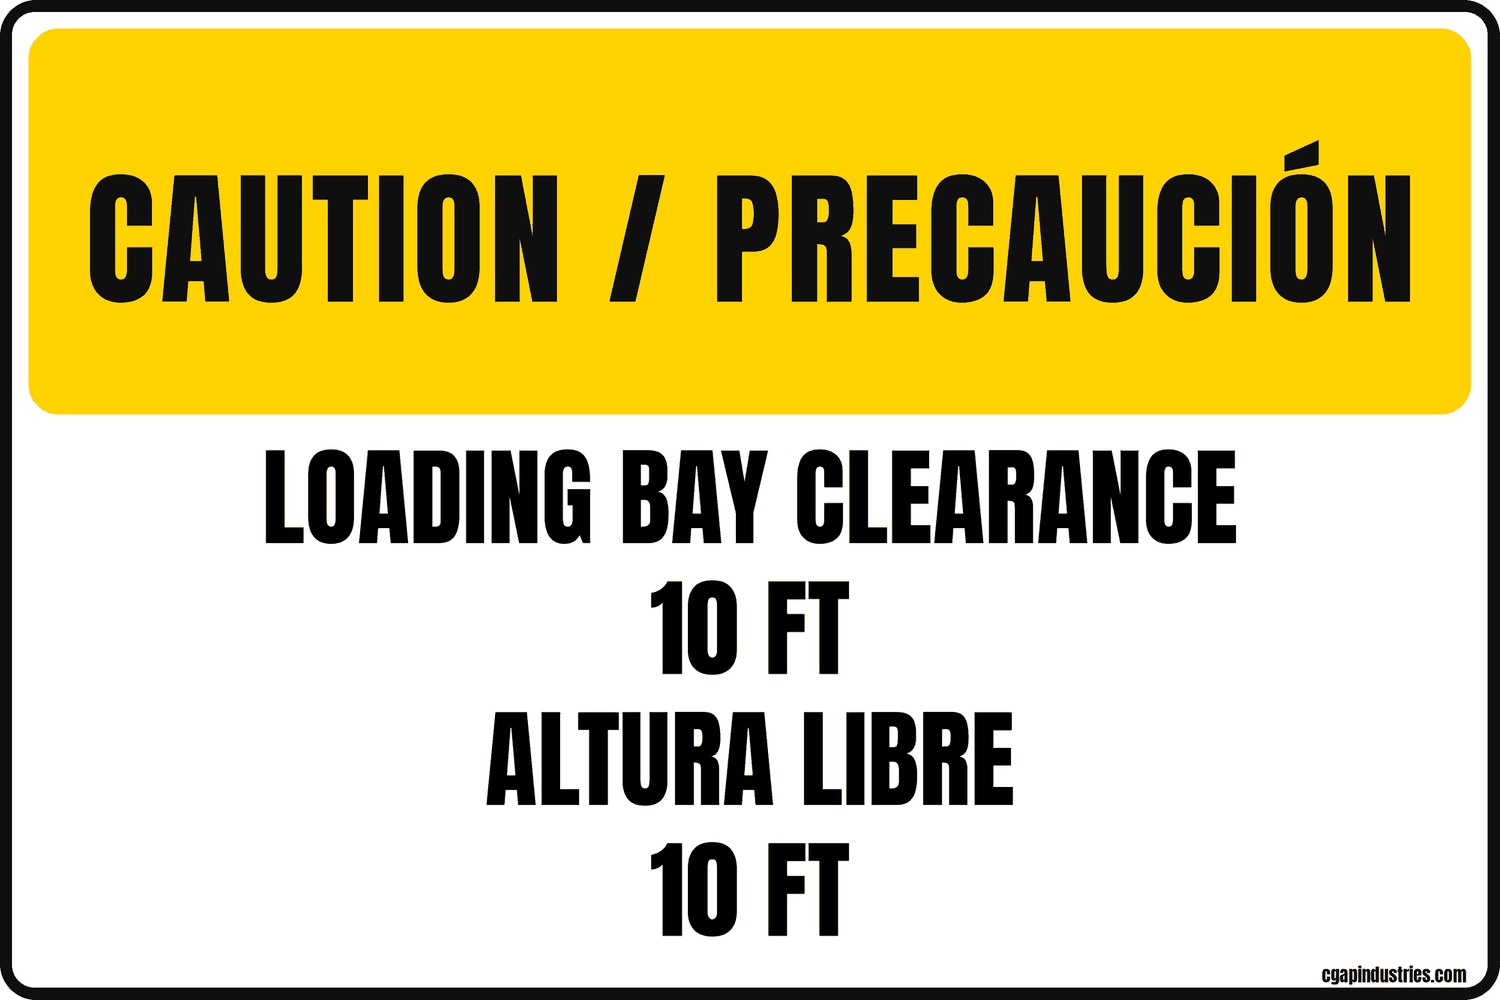 CAUTION / PRECAUCIÓN
LOADING BAY CLEARANCE
10 FT
ALTURA LIBRE
10 FT
cgapindustries.com